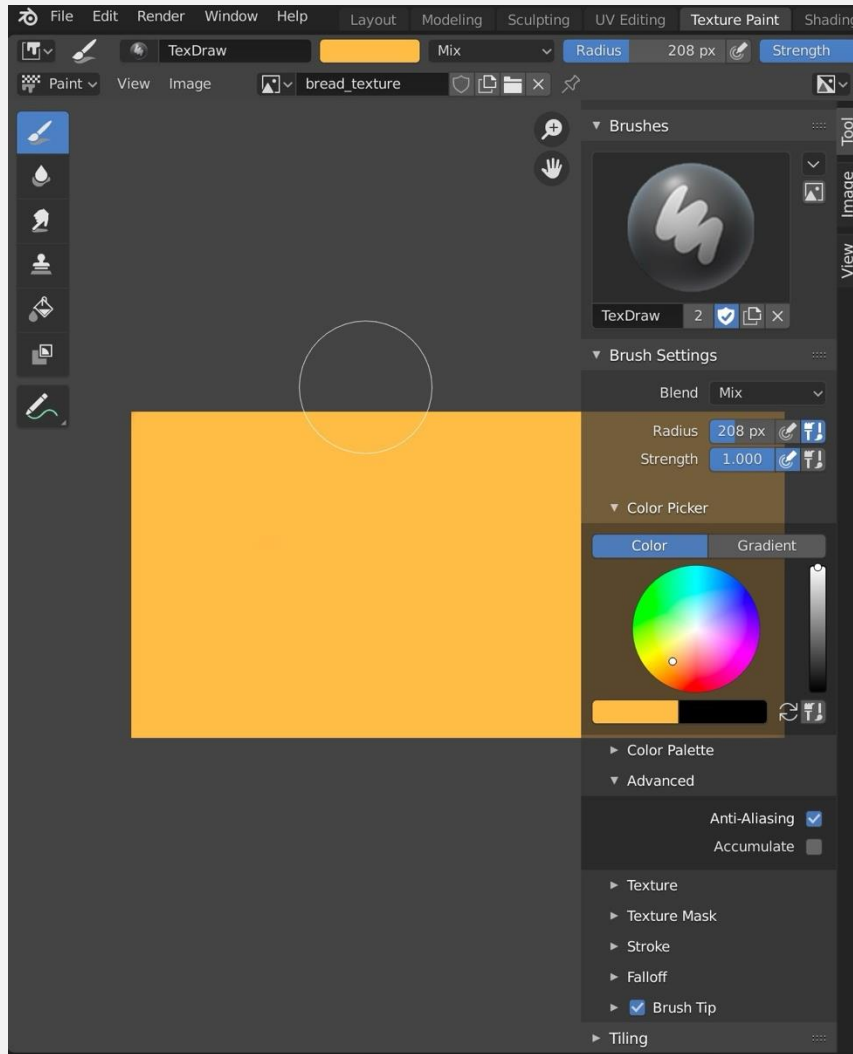 File Edit Render Window Help Layout Modeling Sculpting UV Editing Texture Paint Shading
TexDraw Mix Radius 208 px Strength
Paint View Image bread_texture
Brushes
Tool
Image
View
TexDraw 2
Brush Settings
Blend Mix
Radius 208 px
Strength 1.000
Color Picker
Color Gradient
Color Palette
Advanced
Anti-Aliasing
Accumulate
Texture
Texture Mask
Stroke
Falloff
Brush Tip
Tiling